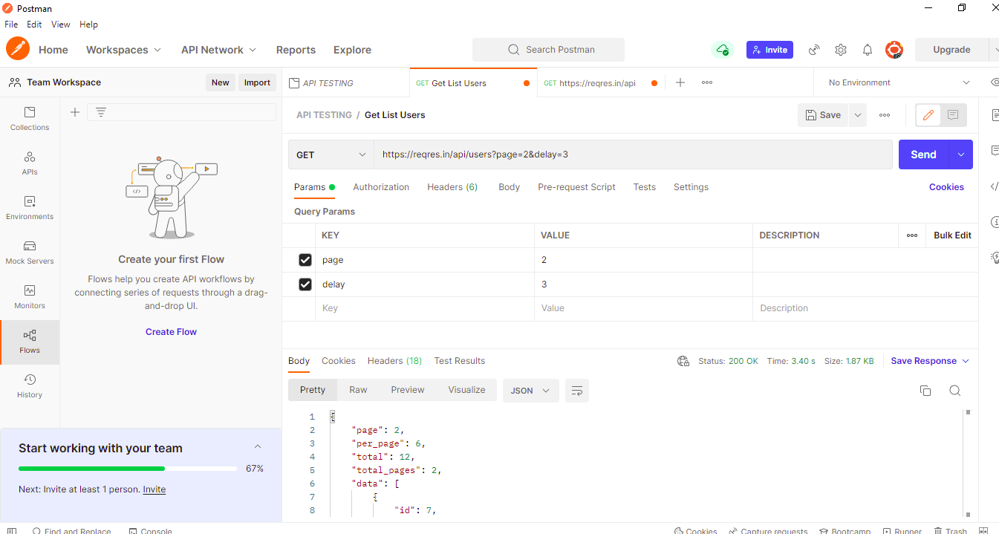 Postman
File Edit View Help
Home Workspaces API Network Reports Explore Search Postman Invite Upgrade
Team Workspace New Import API TESTING GET Get List Users GET https://reqres.in/api No Environment
Collections
APIs
Environments
Mock Servers
Monitors
Flows
History
</>
Create your first Flow
Flows help you create API workflows by
connecting series of requests through a drag-
and-drop UI.
Create Flow
Start working with your team
67%
Next: Invite at least 1 person. Invite
API TESTING / Get List Users Save
GET https://reqres.in/api/users?page=2&delay=3 Send
Params Authorization Headers (6) Body Pre-request Script Tests Settings Cookies
Query Params
KEY VALUE DESCRIPTION Bulk Edit
page 2
delay 3
Key Value Description
Body Cookies Headers (18) Test Results Status: 200 OK Time: 3.40 s Size: 1.87 KB Save Response
Pretty Raw Preview Visualize JSON
1 {
2 "page": 2,
3 "per_page": 6,
4 "total": 12,
5 "total_pages": 2,
6 "data": [
7 {
8 "id": 7,
Find and Replace Console Cookies Capture requests Bootcamp Runner Trash